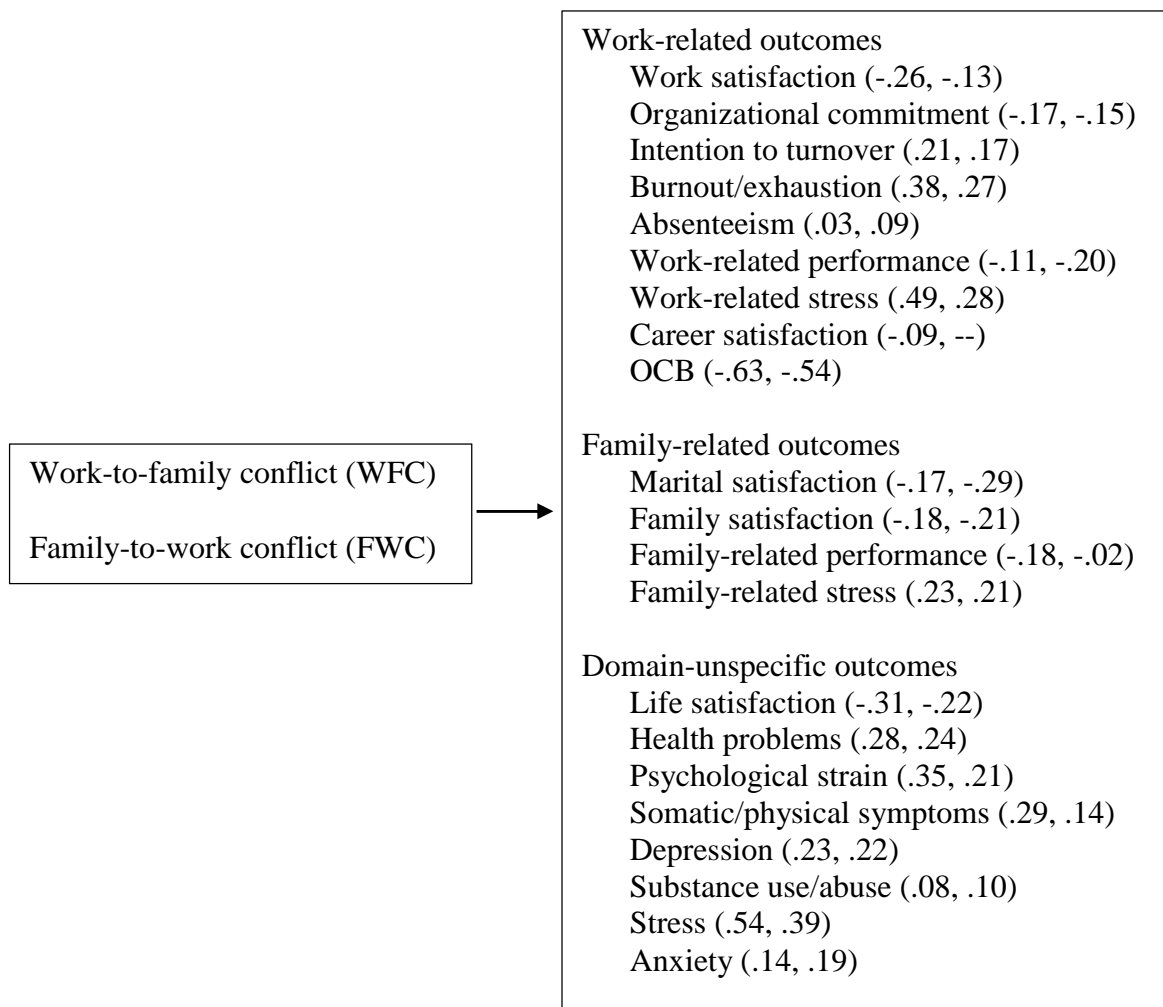 Work-related outcomes
Work satisfaction (-.26, -.13)
Organizational commitment (-.17, -.15)
Intention to turnover (.21, .17)
Burnout/exhaustion (.38, .27)
Absenteeism (.03, .09)
Work-related performance (-.11, -.20)
Work-related stress (.49, .28)
Career satisfaction (-.09, --)
OCB (-.63, -.54)
Work-to-family conflict (WFC)
Family-to-work conflict (FWC)
Family-related outcomes
Marital satisfaction (-.17, -.29)
Family satisfaction (-.18, -.21)
Family-related performance (-.18, -.02)
Family-related stress (.23, .21)
Domain-unspecific outcomes
Life satisfaction (-.31, -.22)
Health problems (.28, .24)
Psychological strain (.35, .21)
Somatic/physical symptoms (.29, .14)
Depression (.23, .22)
Substance use/abuse (.08, .10)
Stress (.54, .39)
Anxiety (.14, .19)